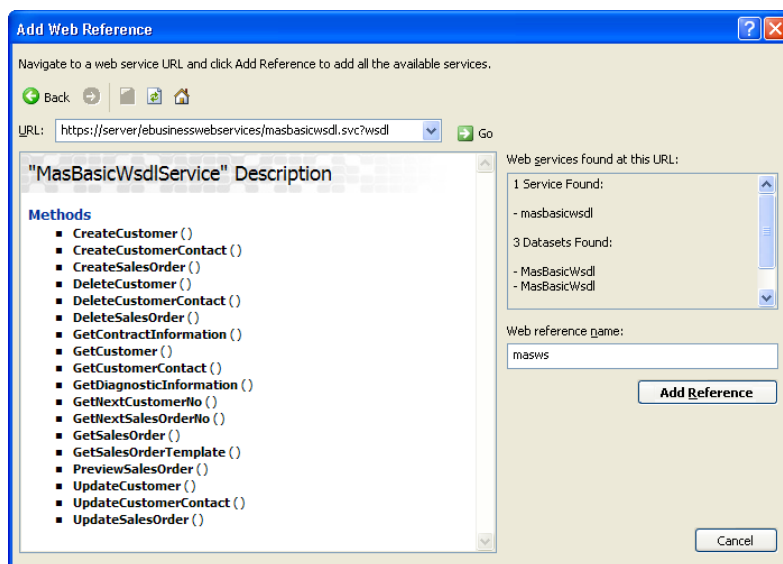 Add Web Reference
Navigate to a web service URL and click Add Reference to add all the available services.
Back
URL: https://server/ebusinesswebservices/masbasicwsdl.svc?wsdl Go
"MasBasicWsdlService" Description
Methods
CreateCustomer ()
CreateCustomerContact ()
CreateSalesOrder ()
DeleteCustomer ()
DeleteCustomerContact ()
DeleteSalesOrder ()
GetContractInformation ()
GetCustomer ()
GetCustomerContact ()
GetDiagnosticInformation ()
GetNextCustomerNo ()
GetNextSalesOrderNo ()
GetSalesOrder ()
GetSalesOrderTemplate ()
PreviewSalesOrder ()
UpdateCustomer ()
UpdateCustomerContact ()
UpdateSalesOrder ()
Web services found at this URL:
1 Service Found:
- masbasicwsdl
3 Datasets Found:
- MasBasicWsdl
- MasBasicWsdl
Web reference name:
masws
Add Reference
Cancel